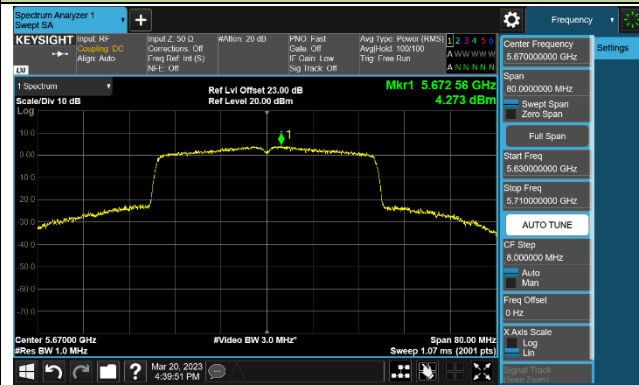 Spectrum Analyzer 1
Swept SA
Frequency
KEYSIGHT
Input: RF
Coupling: DC
Align: Auto
Input Z: 50 Ω
Corrections: Off
Freq Ref: Int (S)
NFE: Off
#Atten: 20 dB
PNO: Fast
Gate: Off
IF Gain: Low
Sig Track: Off
Avg Type: Power (RMS)
Avg|Hold: 100/100
Trig: Free Run
1 2 3 4 5 6
A W W W W W
A N N N N N
LXI
1 Spectrum
Scale/Div 10 dB
Log
Ref Lvl Offset 23.00 dB
Ref Level 20.00 dBm
Mkr1 5.672 56 GHz
4.273 dBm
1
10.0
0.00
-10.0
-20.0
-30.0
-40.0
-50.0
-60.0
-70.0
Center 5.67000 GHz
#Res BW 1.0 MHz
#Video BW 3.0 MHz*
Span 80.00 MHz
Sweep 1.07 ms (2001 pts)
Mar 20, 2023
4:39:51 PM
Center Frequency
5.670000000 GHz
Settings
Span
80.0000000 MHz
Swept Span
Zero Span
Full Span
Start Freq
5.630000000 GHz
Stop Freq
5.710000000 GHz
AUTO TUNE
CF Step
8.000000 MHz
Auto
Man
Freq Offset
0 Hz
X Axis Scale
Log
Lin
Signal Track
(Span Zoom)